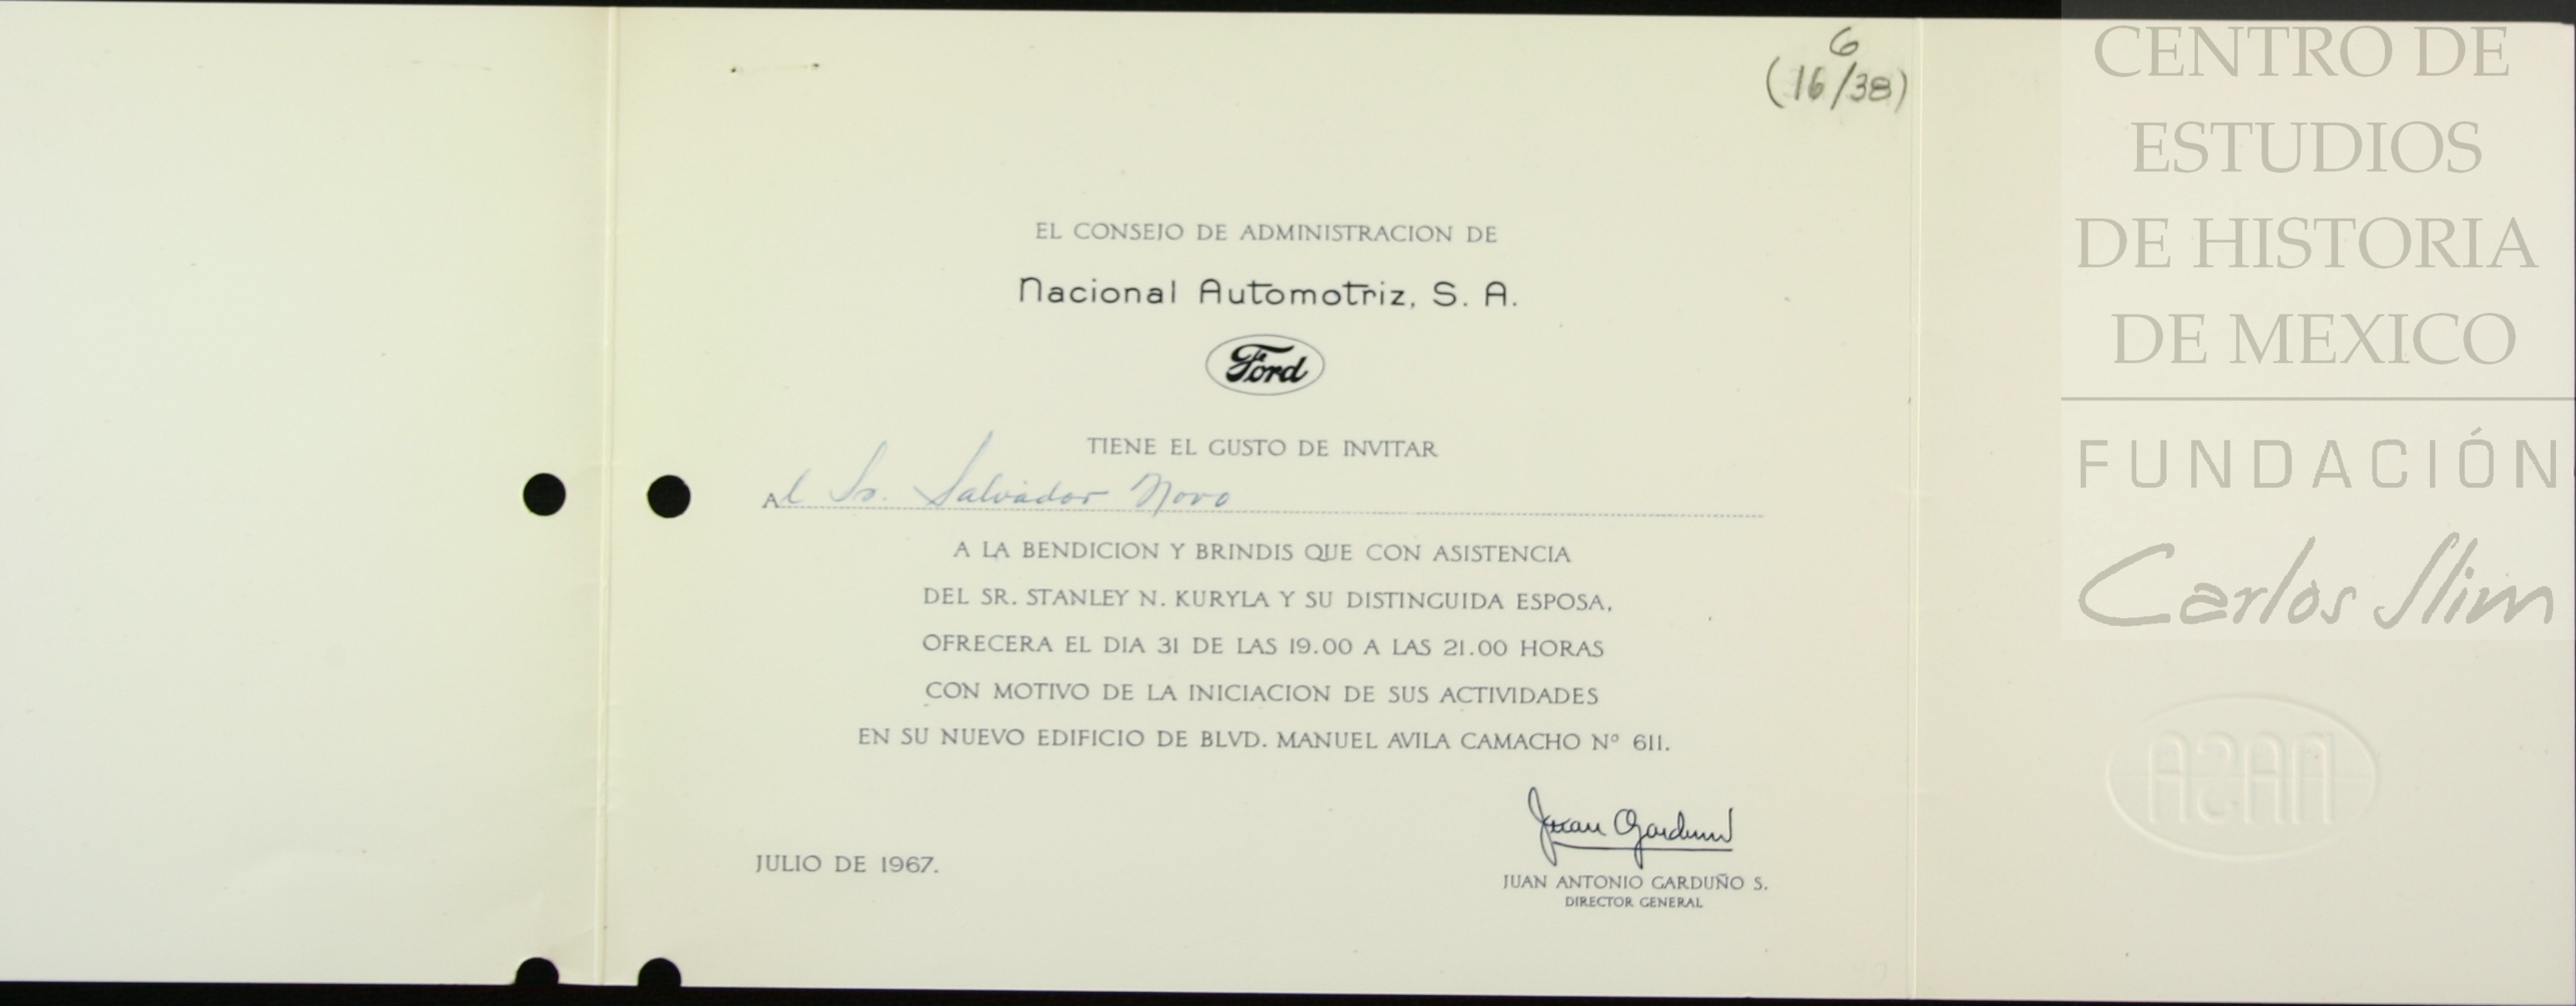 6
(16/38)
EL CONSEJO DE ADMINISTRACION DE
Nacional Automotriz, S. A.
Ford
TIENE EL GUSTO DE INVITAR
Al Sr. Salvador Novo
A LA BENDICION Y BRINDIS QUE CON ASISTENCIA
DEL SR. STANLEY N. KURYLA Y SU DISTINGUIDA ESPOSA,
OFRECERA EL DIA 31 DE LAS 19.00 A LAS 21.00 HORAS
CON MOTIVO DE LA INICIACION DE SUS ACTIVIDADES
EN SU NUEVO EDIFICIO DE BLVD. MANUEL AVILA CAMACHO Nº 611.
Juan Garduño
JUAN ANTONIO GARDUÑO S.
DIRECTOR GENERAL
JULIO DE 1967.
CENTRO DE
ESTUDIOS
DE HISTORIA
DE MEXICO
FUNDACIÓN
Carlos Slim
NASA